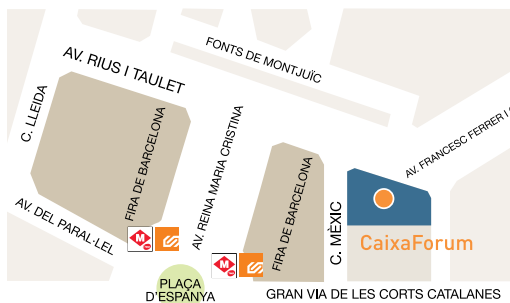 FONTS DE MONTJUÏC
AV. RIUS I TAULET
C. LLEIDA
FIRA DE BARCELONA
AV. REINA MARIA CRISTINA
FIRA DE BARCELONA
C. MÈXIC
AV. FRANCESC FERRER I
AV. DEL PARAL·LEL
M
M
CaixaForum
PLAÇA
D'ESPANYA
GRAN VIA DE LES CORTS CATALANES